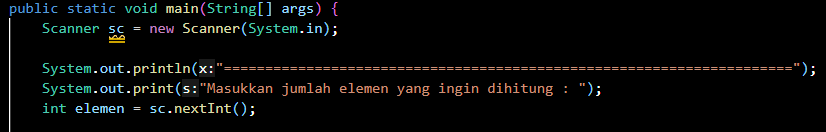 public static void main(String[] args) {
Scanner sc = new Scanner(System.in);
System.out.println(x:"=====================================================================");
System.out.print(s:"Masukkan jumlah elemen yang ingin dihitung : ");
int elemen = sc.nextInt();